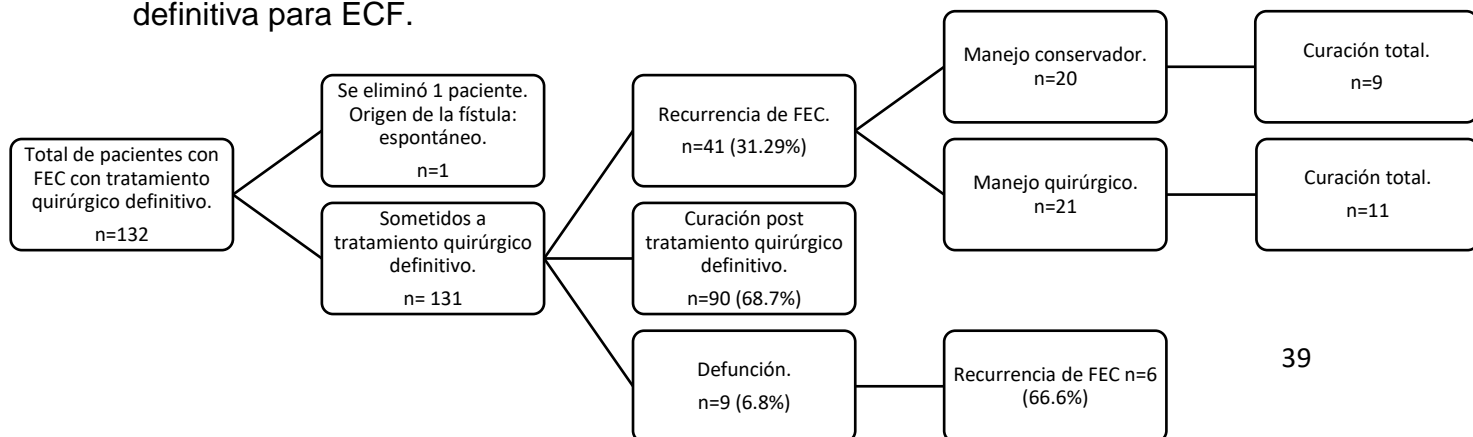 definitiva para ECF.
Total de pacientes con
FEC con tratamiento
quirúrgico definitivo.
n=132
Se eliminó 1 paciente.
Origen de la fístula:
espontáneo.
n=1
Sometidos a
tratamiento quirúrgico
definitivo.
n= 131
Recurrencia de FEC.
n=41 (31.29%)
Curación post
tratamiento quirúrgico
definitivo.
n=90 (68.7%)
Defunción.
n=9 (6.8%)
Manejo conservador.
n=20
Manejo quirúrgico.
n=21
Recurrencia de FEC n=6
(66.6%)
Curación total.
n=9
Curación total.
n=11
39